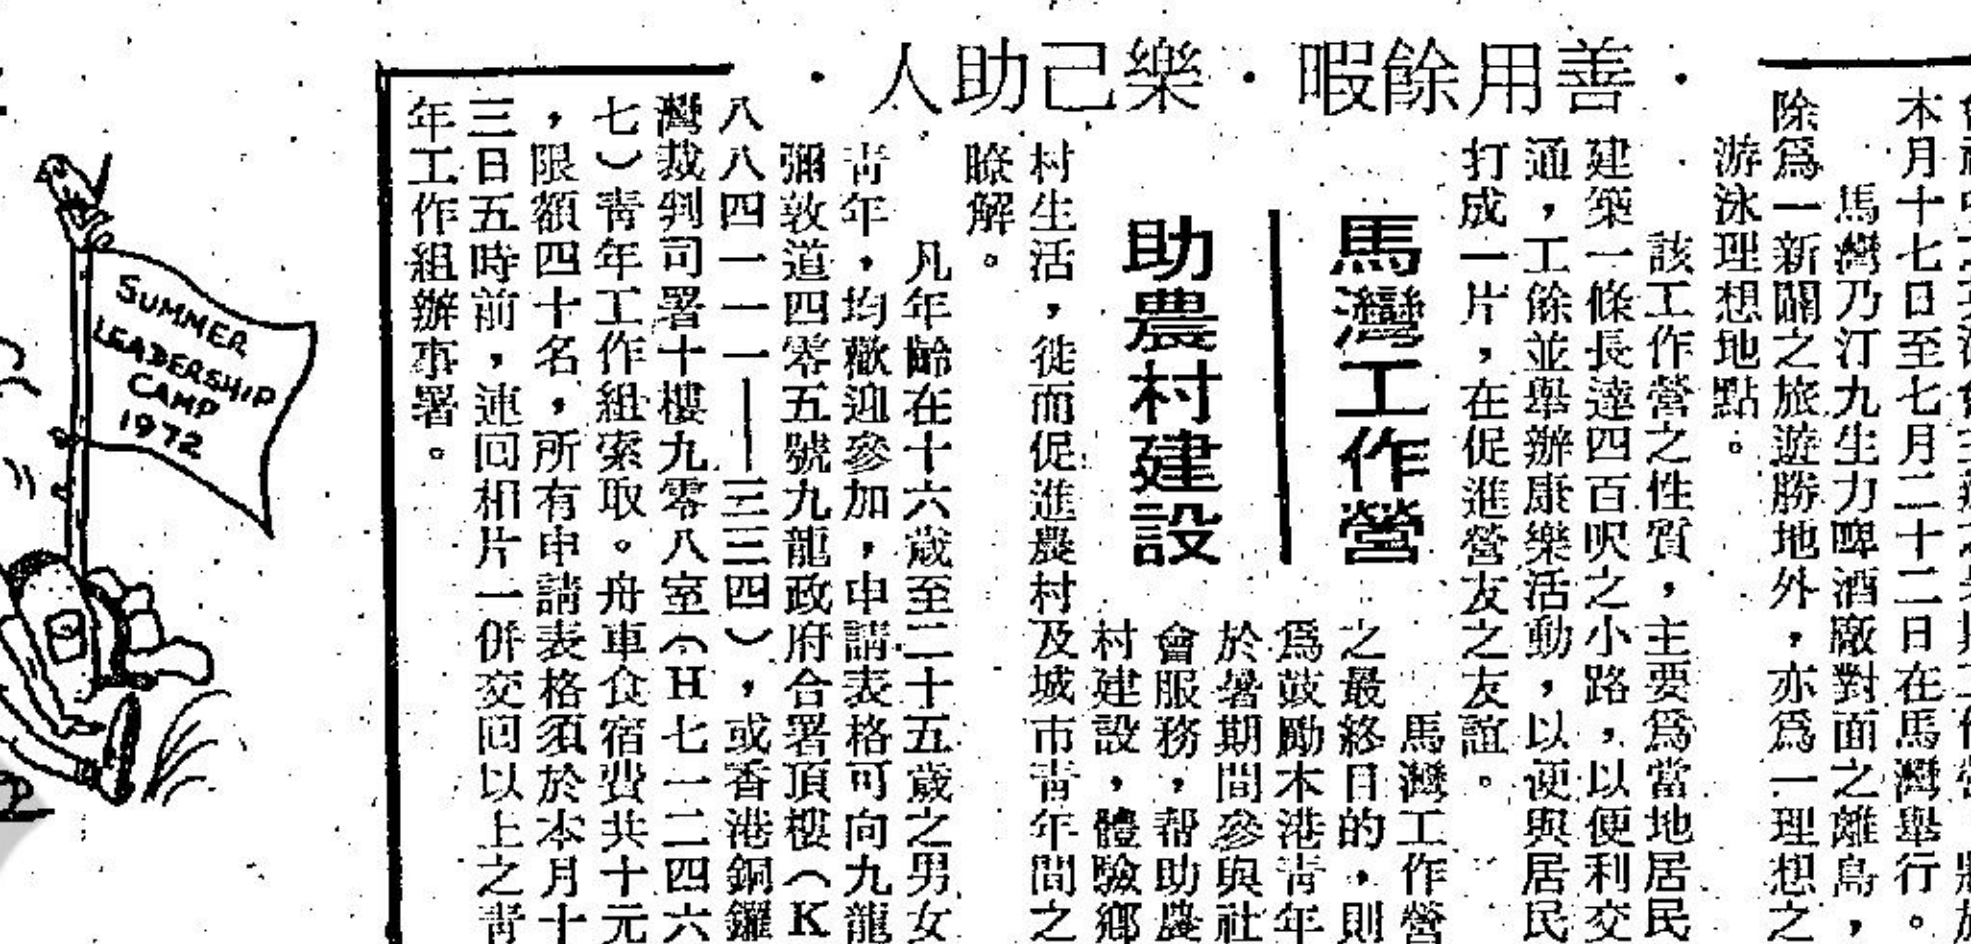 ·善用餘暇·樂己助人·
本月十七日至七月二十二日在馬灣舉行。
馬灣乃汀九生力啤酒廠對面之離島，
除爲一新闢之旅遊勝地外，亦爲一理想之
游泳理想地點。
該工作營之性質，主要爲當地居民
建築一條長達四百呎之小路，以便利交
通，工餘並舉辦康樂活動，以便與居民
打成一片，在促進營友之友誼。
馬灣工作營
助農村建設
馬灣工作營
之最終目的，則
爲鼓勵本港青年
於暑期間參與社
會服務，帮助農
村建設，體驗鄉
村生活，徙而促進農村及城市青年間之
瞭解。
凡年齡在十六歲至二十五歲之男女
青年，均歡迎參加，申請表格可向九龍
彌敦道四零五號九龍政府合署頂樓（K
八八四一一一—三三四），或香港銅鑼
灣裁判司署十樓九零八室（H七一二四六
七）青年工作組索取。舟車食宿費共十元
，限額四十名，所有申請表格須於本月十
三日五時前，連同相片一併交回以上之青
年工作組辦事署。
SUMMER
LEADERSHIP
CAMP
1972